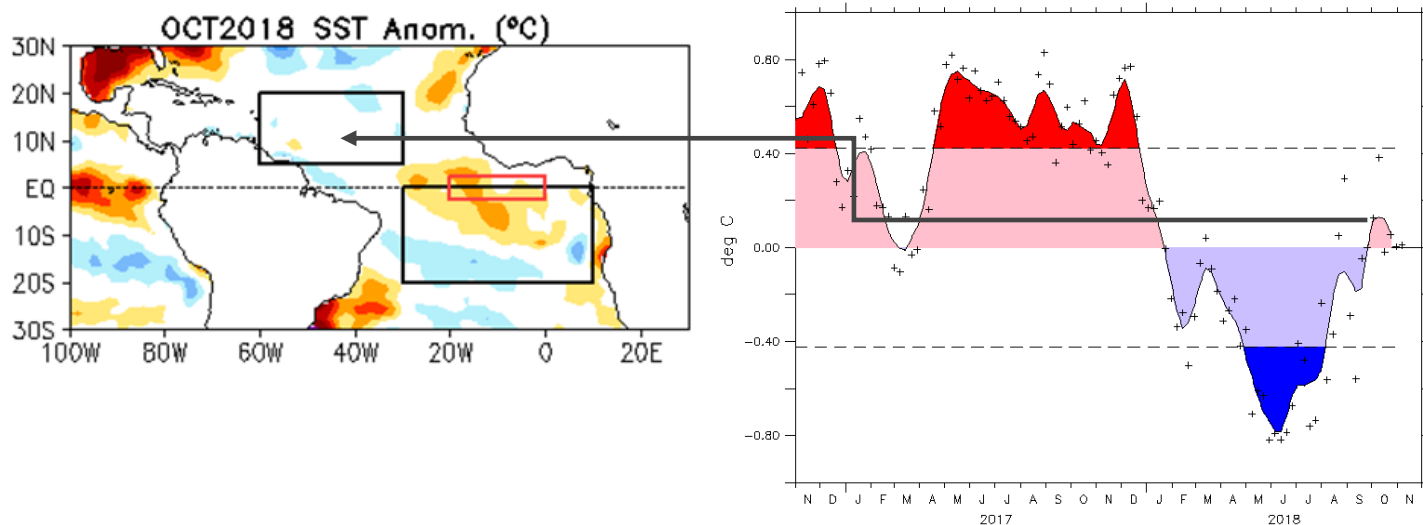 OCT2018 SST Anom. (ºC)
30N
20N
10N
EQ
10S
20S
30S
100W 80W 60W 40W 20W 0 20E
deg C
0.80
0.40
0.00
-0.40
-0.80
N D J F M A M J J A S O N D J F M A M J J A S O N
2017 2018